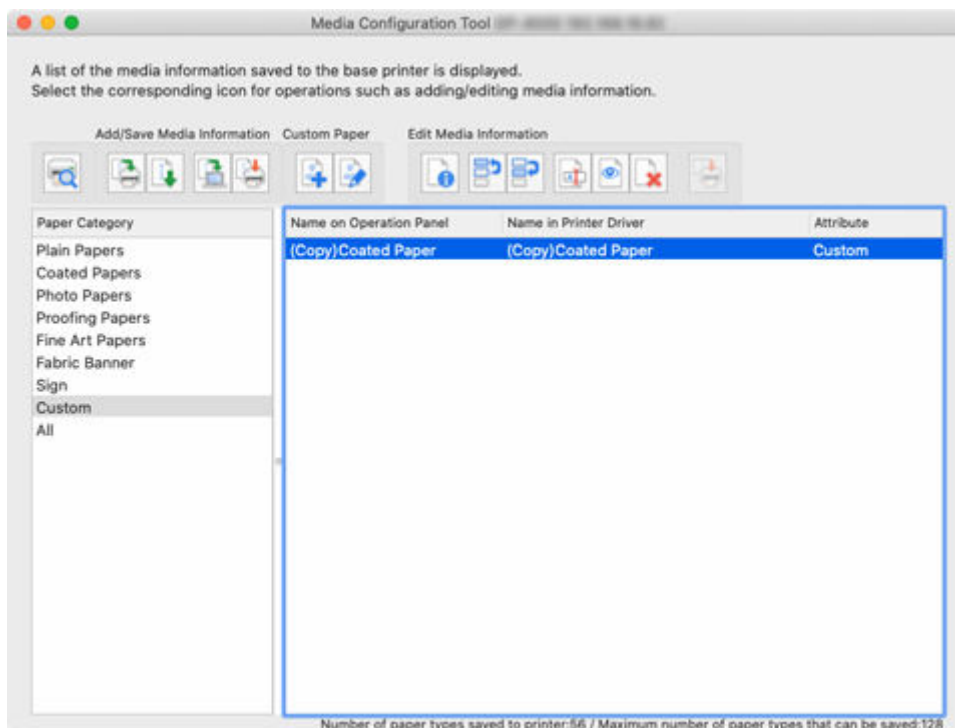 Media Configuration Tool
A list of the media information saved to the base printer is displayed.
Select the corresponding icon for operations such as adding/editing media information.
Add/Save Media Information Custom Paper Edit Media Information
Paper Category
Plain Papers
Coated Papers
Photo Papers
Proofing Papers
Fine Art Papers
Fabric Banner
Sign
Custom
All
Name on Operation Panel Name in Printer Driver Attribute
(Copy)Coated Paper (Copy)Coated Paper Custom
Number of paper types saved to printer:56 / Maximum number of paper types that can be saved:128